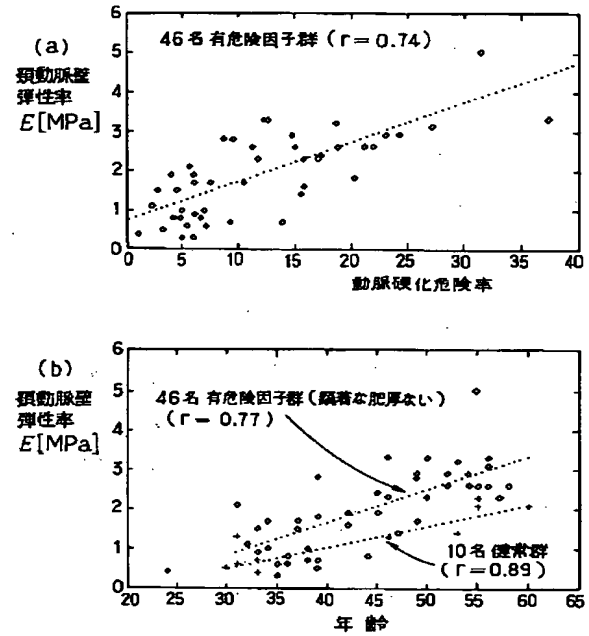 (a)
頸動脈壁
弾性率
E[MPa]
6
5
4
3
2
1
0
46名 有危険因子群 (r = 0.74)
0 5 10 15 20 25 30 35 40
動脈硬化危険率
(b)
頸動脈壁
弾性率
E[MPa]
6
5
4
3
2
1
0
46名 有危険因子群 (顕著な肥厚ない)
(r = 0.77)
10名 健常群
(r = 0.89)
20 25 30 35 40 45 50 55 60 65
年 齢